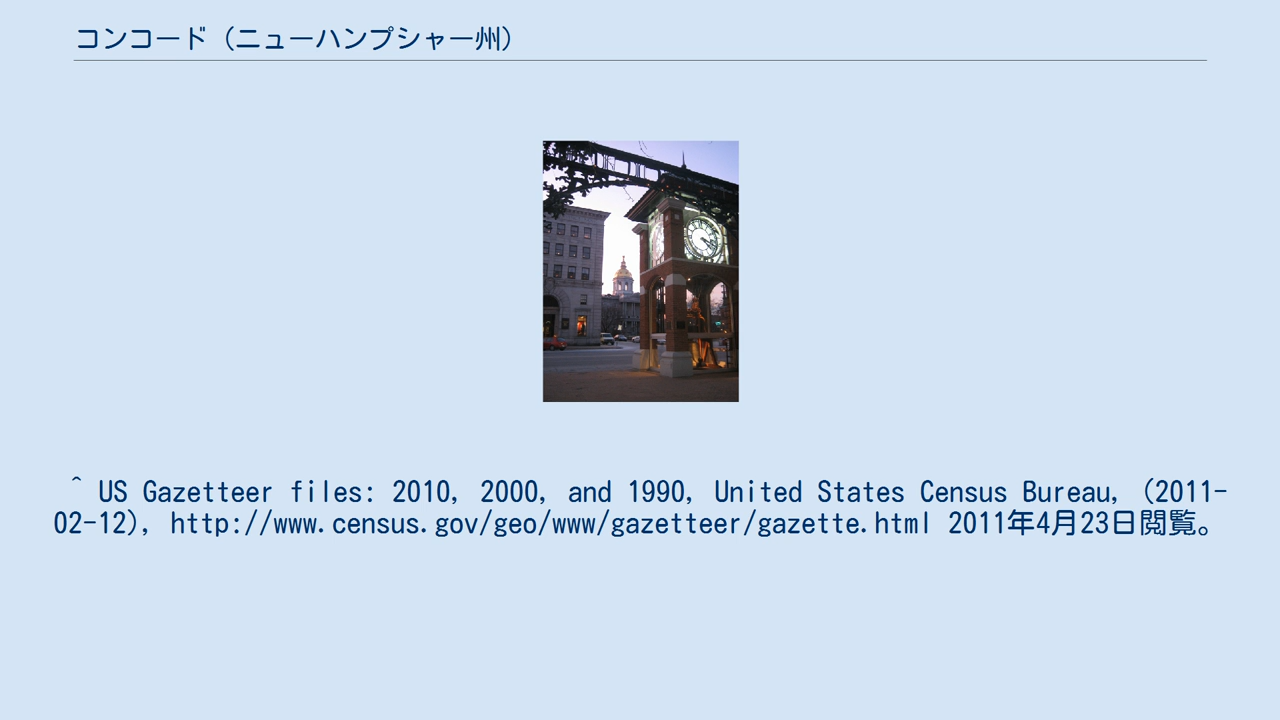 コンコード（ニューハンプシャー州）
^ US Gazetteer files: 2010, 2000, and 1990, United States Census Bureau, (2011-
02-12), http://www.census.gov/geo/www/gazetteer/gazette.html 2011年4月23日閲覧。